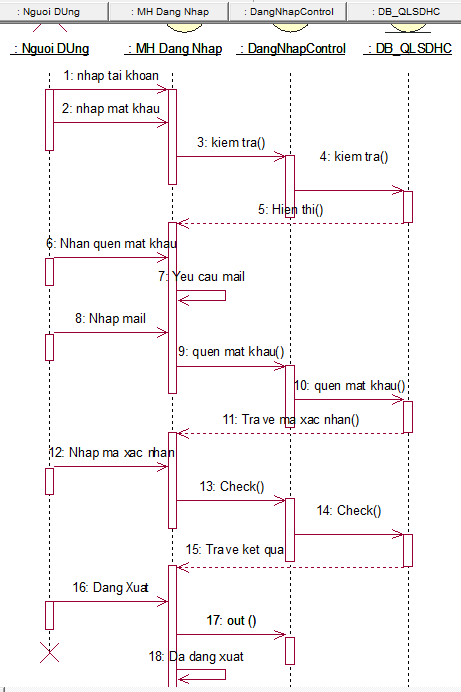 : Nguoi DUng
: MH Dang Nhap
: DangNhapControl
: DB_QLSDHC
: Nguoi DUng
: MH Dang Nhap
: DangNhapControl
: DB_QLSDHC
1: nhap tai khoan
2: nhap mat khau
3: kiem tra()
4: kiem tra()
5: Hien thi()
6: Nhan quen mat khau
7: Yeu cau mail
8: Nhap mail
9: quen mat khau()
10: quen mat khau()
11: Tra ve ma xac nhan()
12: Nhap ma xac nhan
13: Check()
14: Check()
15: Tra ve ket qua
16: Dang Xuat
17: out ()
18: Da dang xuat